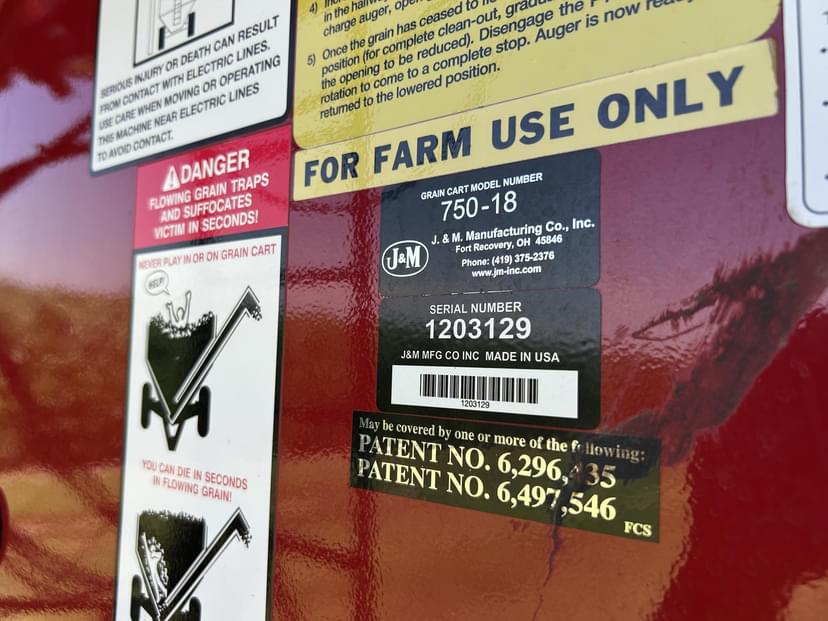 SERIOUS INJURY OR DEATH CAN RESULT
FROM CONTACT WITH ELECTRIC LINES.
USE CARE WHEN MOVING OR OPERATING
THIS MACHINE NEAR ELECTRIC LINES
TO AVOID CONTACT.
4)
in the halfway
charge auger, open
5) Once the grain has ceased to
position (for complete clean-out,
the opening to be reduced). Disengage the
rotation to come to a complete stop. Auger is now
returned to the lowered position.
FOR FARM USE ONLY
DANGER
FLOWING GRAIN TRAPS
AND SUFFOCATES
VICTIM IN SECONDS!
NEVER PLAY IN OR ON GRAIN CART
HELP!
YOU CAN DIE IN SECONDS
IN FLOWING GRAIN!
GRAIN CART MODEL NUMBER
750-18
J&M
J. & M. Manufacturing Co., Inc.
Fort Recovery, OH 45846
Phone: (419) 375-2376
www.jm-inc.com
SERIAL NUMBER
1203129
J&M MFG CO INC MADE IN USA
1203129
May be covered by one or more of the following:
PATENT NO. 6,296,435
PATENT NO. 6,497,546
FCS